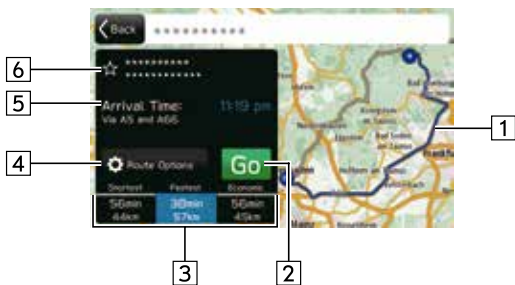 Back **********
6
☆ **********
************
5
Arrival Time: 11:19 pm
Via A5 and A66
1
4
Route Options
Go
Shortest Fastest Economic
56min 38min 56min
44km 57km 45km
3
2